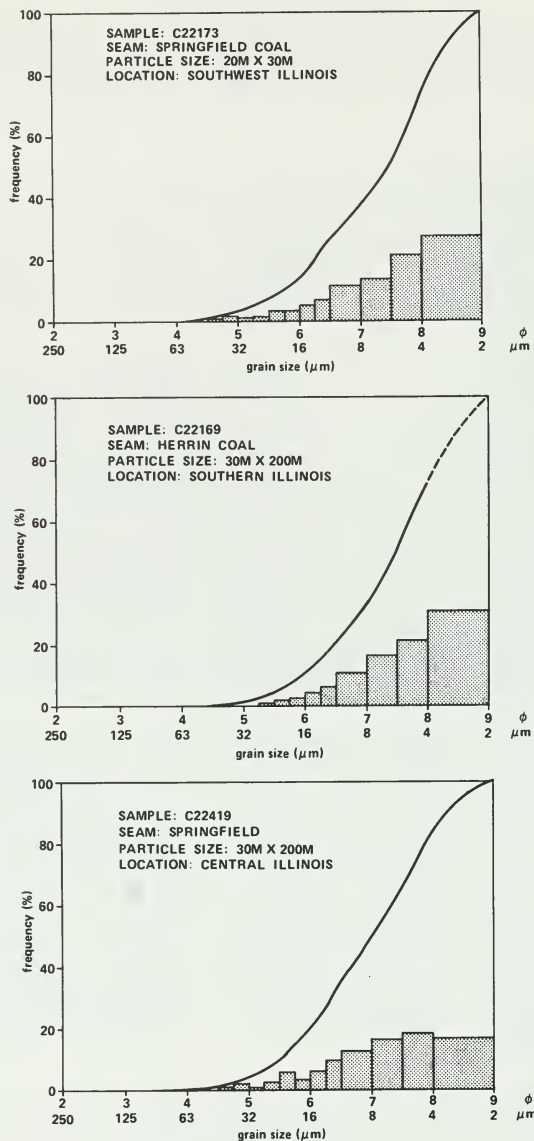 100
80
60
40
20
0
frequency (%)
SAMPLE: C22173
SEAM: SPRINGFIELD COAL
PARTICLE SIZE: 20M X 30M
LOCATION: SOUTHWEST ILLINOIS
2 3 4 5 6 7 8 9 ϕ
250 125 63 32 16 8 4 2 μm
grain size (μm)
100
80
60
40
20
0
frequency (%)
SAMPLE: C22169
SEAM: HERRIN COAL
PARTICLE SIZE: 30M X 200M
LOCATION: SOUTHERN ILLINOIS
2 3 4 5 6 7 8 9 ϕ
250 125 63 32 16 8 4 2 μm
grain size (μm)
100
80
60
40
20
0
frequency (%)
SAMPLE: C22419
SEAM: SPRINGFIELD
PARTICLE SIZE: 30M X 200M
LOCATION: CENTRAL ILLINOIS
2 3 4 5 6 7 8 9 ϕ
250 125 63 32 16 8 4 2 μm
grain size (μm)